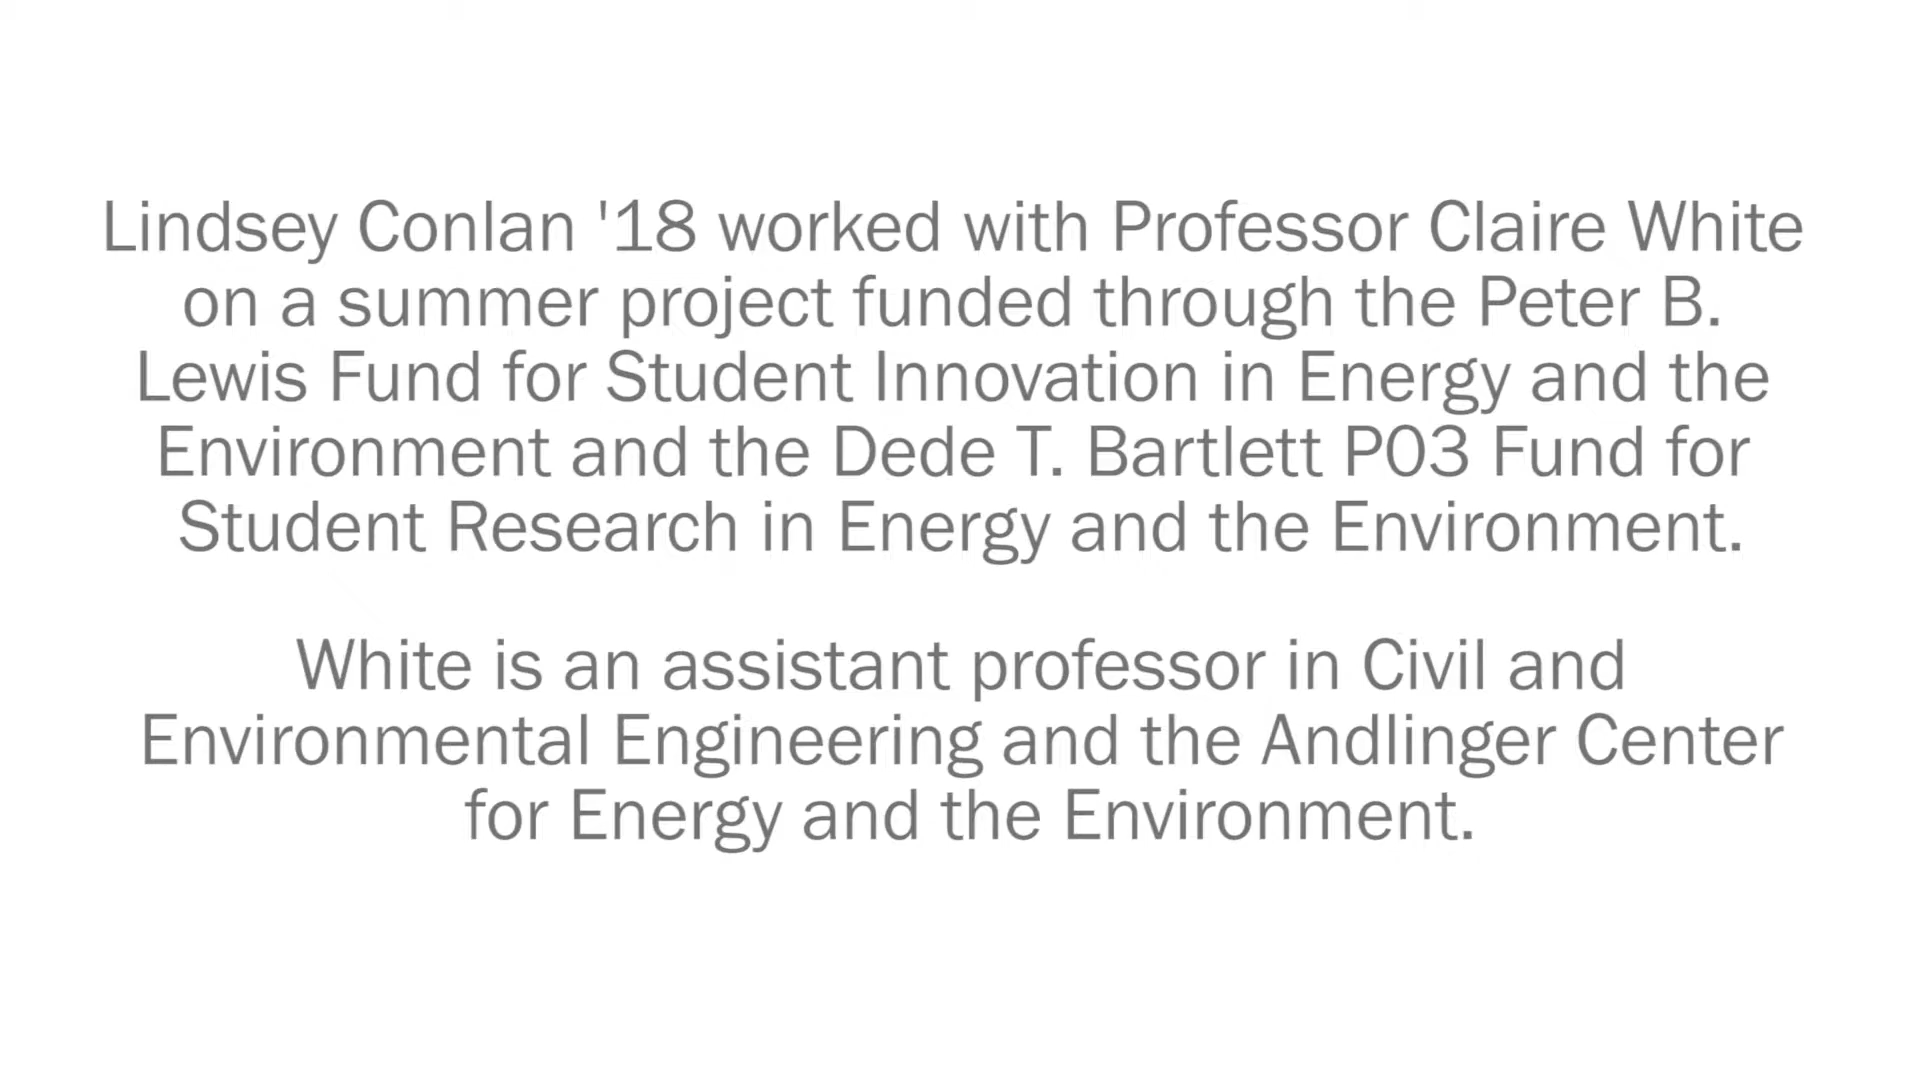 Lindsey Conlan '18 worked with Professor Claire White
on a summer project funded through the Peter B.
Lewis Fund for Student Innovation in Energy and the
Environment and the Dede T. Bartlett P03 Fund for
Student Research in Energy and the Environment.
White is an assistant professor in Civil and
Environmental Engineering and the Andlinger Center
for Energy and the Environment.